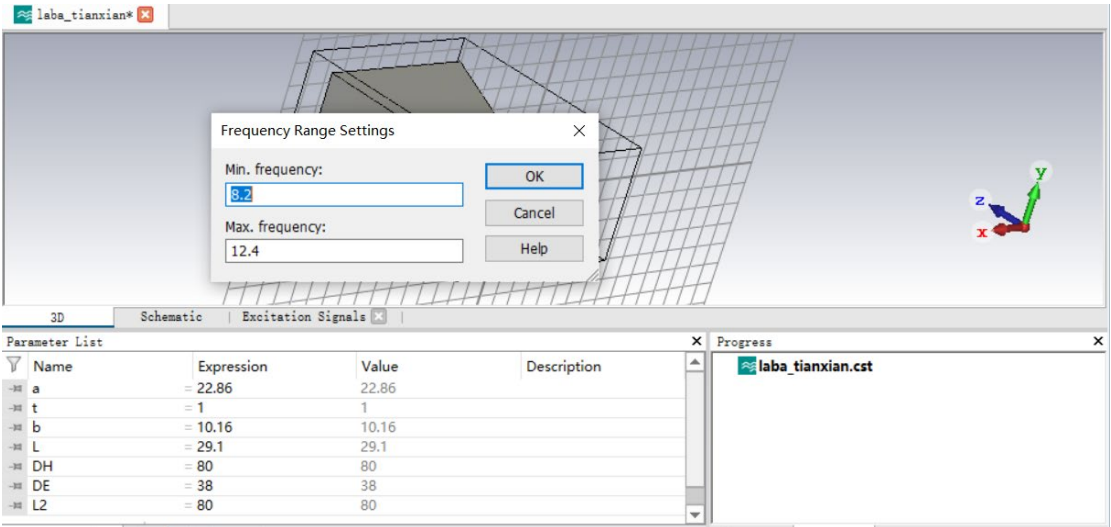 laba_tianxian*
Frequency Range Settings
Min. frequency:
8.2
OK
Cancel
Max. frequency:
12.4
Help
y
z
x
3D Schematic Excitation Signals
Parameter List
Progress
Name Expression Value Description
laba_tianxian.cst
a = 22.86 22.86
t = 1 1
b = 10.16 10.16
L = 29.1 29.1
DH = 80 80
DE = 38 38
L2 = 80 80